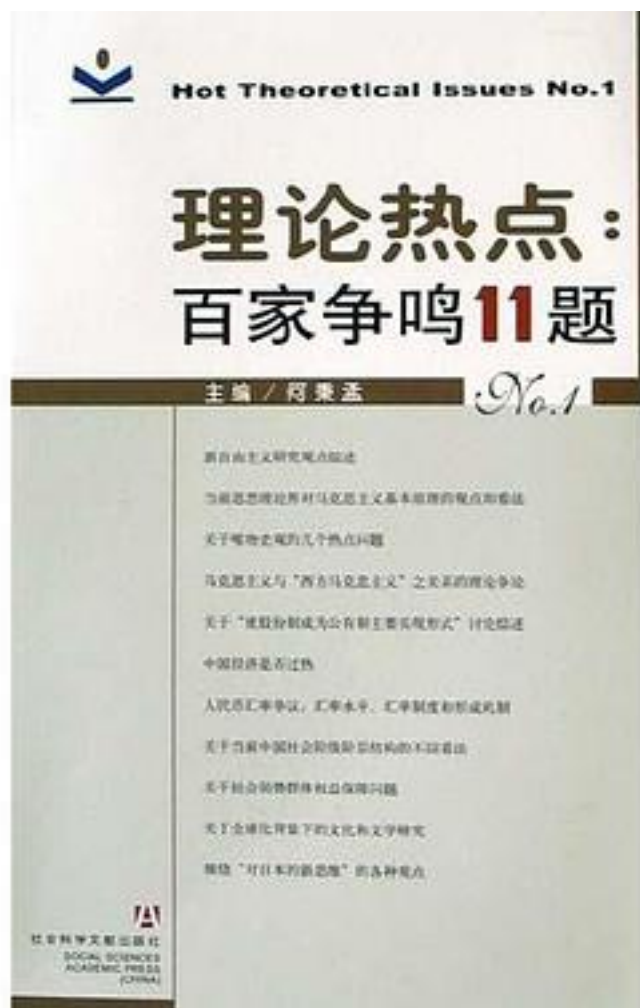 Hot Theoretical Issues No.1
理论热点：
百家争鸣11题
主编 / 何秉孟
No.1
新自由主义研究观点综述
当前思想理论界对马克思主义基本原理的观点和看法
关于唯物史观的几个热点问题
马克思主义与“西方马克思主义”之关系的理论争论
关于“使股份制成为公有制主要实现形式”讨论综述
中国经济是否过热
人民币汇率争议：汇率水平、汇率制度和形成机制
关于当前中国社会阶级阶层结构的不同看法
关于社会弱势群体权益保障问题
关于全球化背景下的文化和文学研究
围绕“对日本的新思维”的各种观点
社会科学文献出版社
SOCIAL SCIENCES
ACADEMIC PRESS
(CHINA)